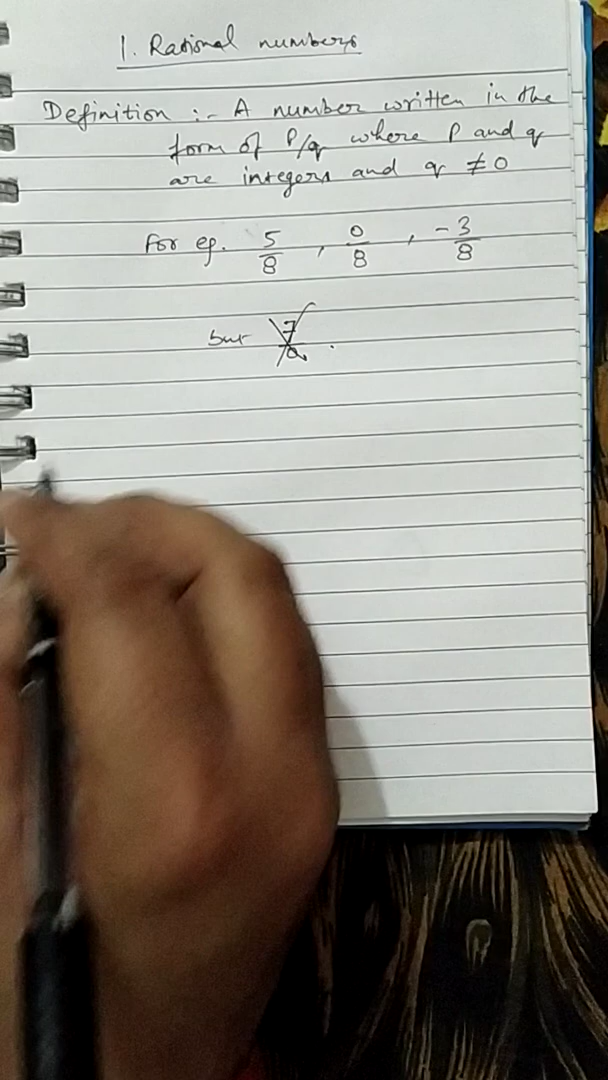 1. Rational numbers
Definition :- A number written in the
form of P/q where P and q
are integers and q ≠ 0
For eg. 5/8 , 0/8 , -3/8
but 7/0 .